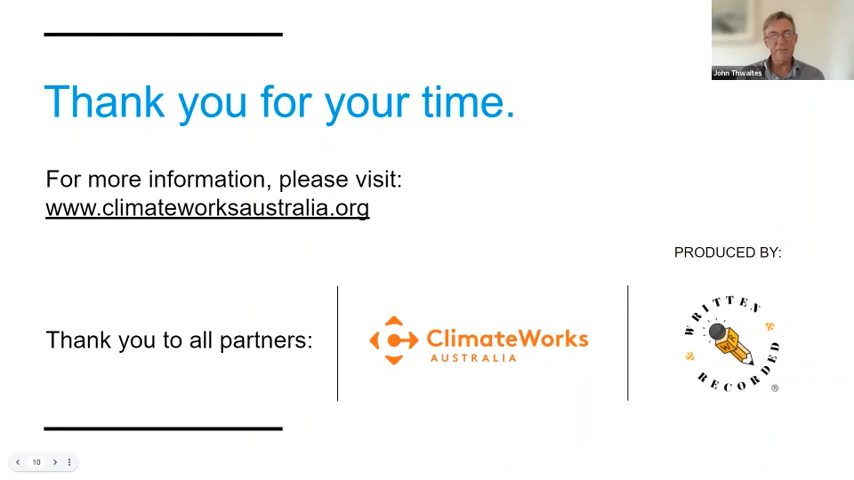 John Thwaites
Thank you for your time.
For more information, please visit:
www.climateworksaustralia.org
PRODUCED BY:
Thank you to all partners:
ClimateWorks
AUSTRALIA
WRITTEN
&
&
RECORDED
WR
®
10